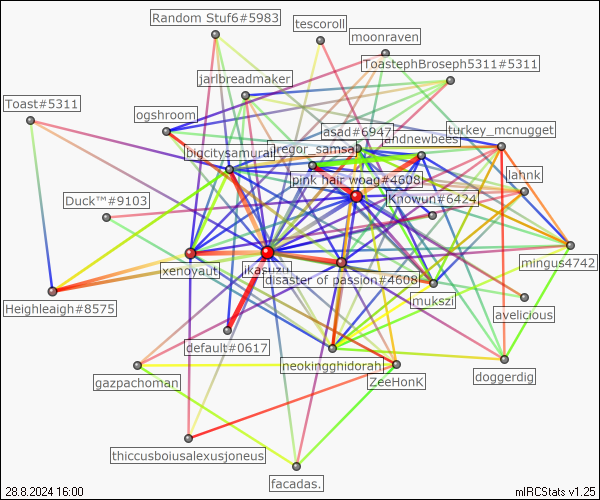 Random Stuf6#5983
tescoroll
moonraven
ToastephBroseph5311#5311
jarlbreadmaker
Toast#5311
ogshroom
asad#6947
andnewbees
turkey_mcnugget
gregor_samsa
bigcitysamurai
pink hair woag#4608
lahnk
Duck™#9103
Knowun#6424
xenoyaut
ikasuzu
disaster of passion#4608
mingus4742
Heighleigh#8575
mukszi
avelicious
default#0617
neokingghidorah
gazpachoman
ZeeHonK
doggerdig
thiccusboiusalexusjoneus
facadas.
28.8.2024 16:00
mIRCStats v1.25